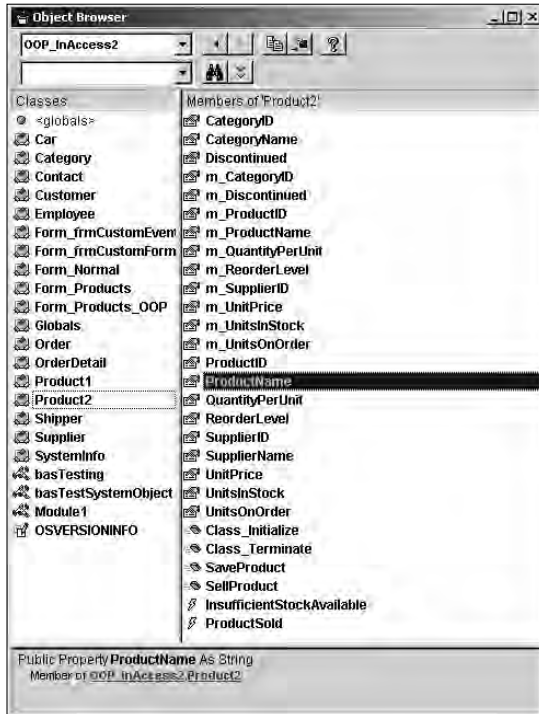 Object Browser
OOP_InAccess2
Classes
<globals>
Car
Category
Contact
Customer
Employee
Form_frmCustomEven
Form_frmCustomForm
Form_Normal
Form_Products
Form_Products_OOP
Globals
Order
OrderDetail
Product1
Product2
Shipper
Supplier
SystemInfo
basTesting
basTestSystemObject
Module1
OSVERSIONINFO
Members of 'Product2'
CategoryID
CategoryName
Discontinued
m_CategoryID
m_Discontinued
m_ProductID
m_ProductName
m_QuantityPerUnit
m_ReorderLevel
m_SupplierID
m_UnitPrice
m_UnitsInStock
m_UnitsOnOrder
ProductID
ProductName
QuantityPerUnit
ReorderLevel
SupplierID
SupplierName
UnitPrice
UnitsInStock
UnitsOnOrder
Class_Initialize
Class_Terminate
SaveProduct
SellProduct
InsufficientStockAvailable
ProductSold
Public Property ProductName As String
Member of OOP_InAccess2.Product2